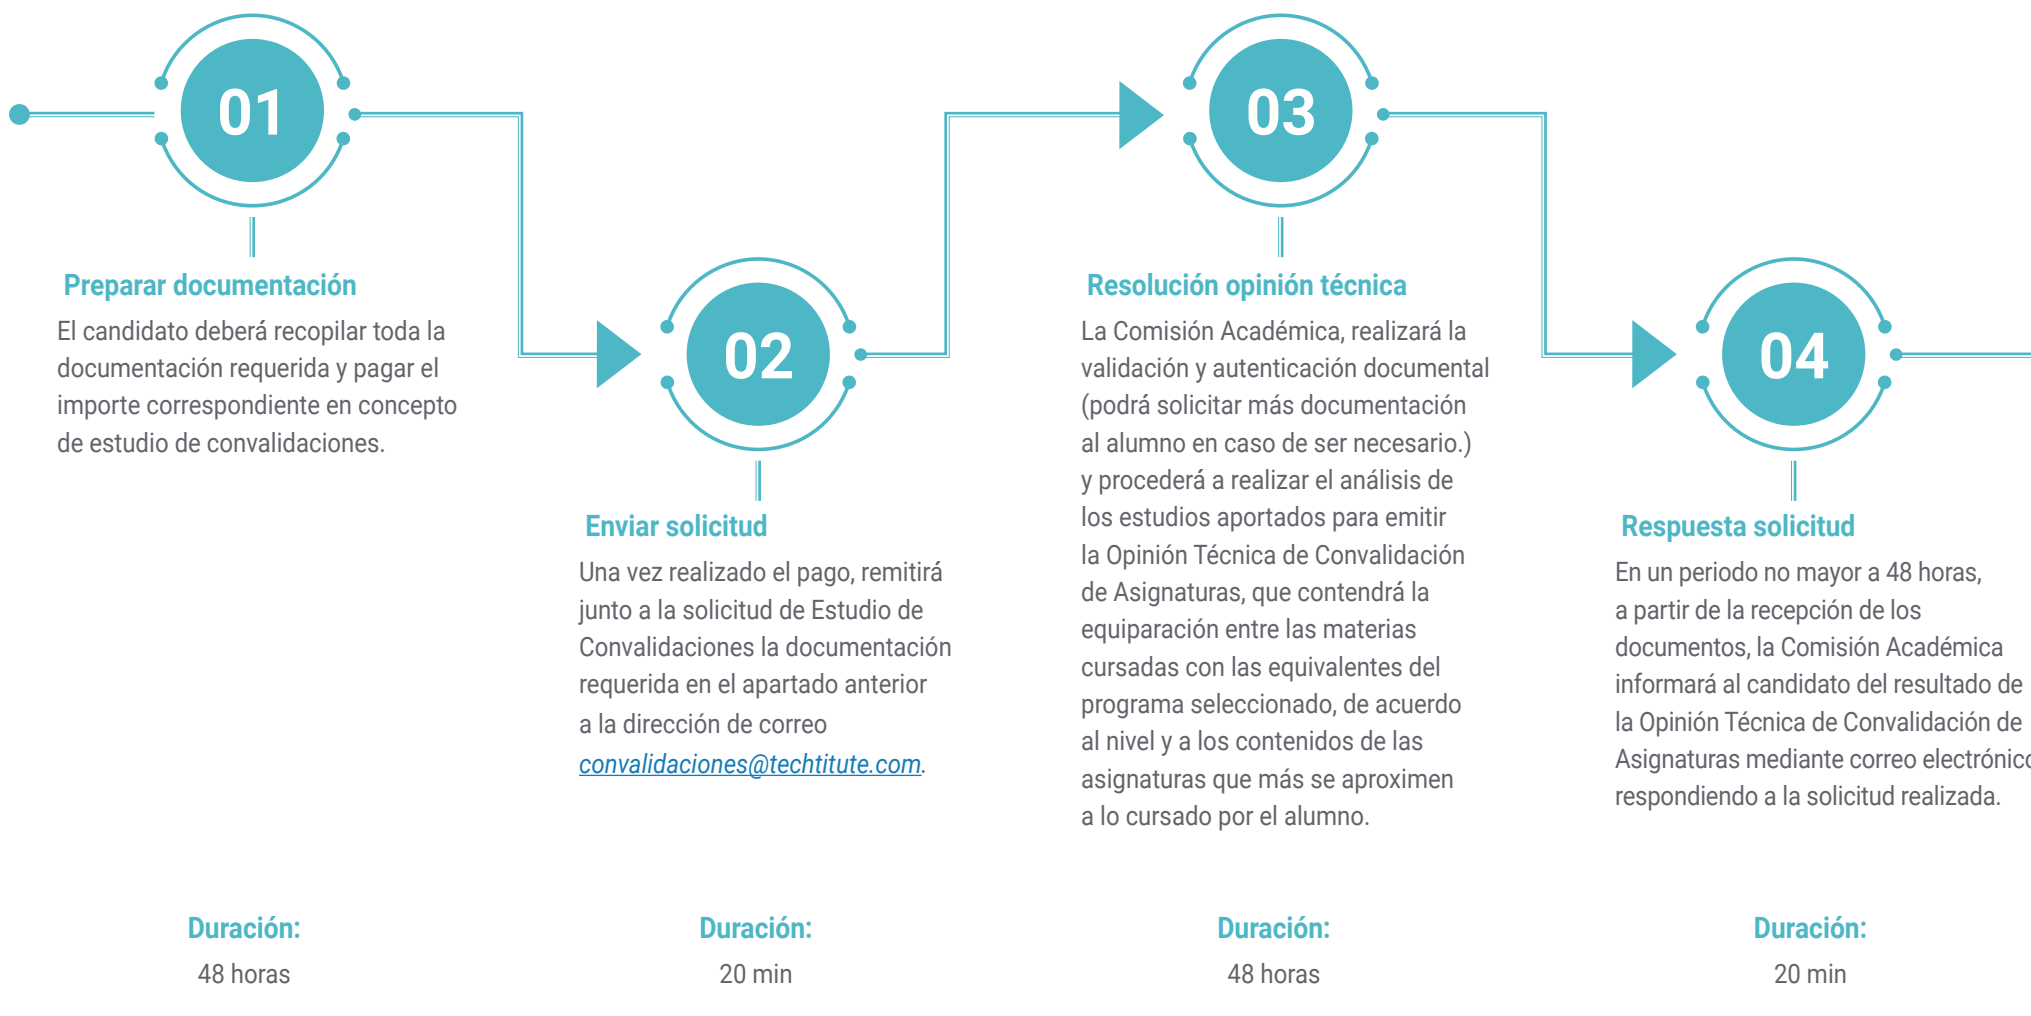 01
Preparar documentación
El candidato deberá recopilar toda la
documentación requerida y pagar el
importe correspondiente en concepto
de estudio de convalidaciones.
Duración:
48 horas
02
Enviar solicitud
Una vez realizado el pago, remitirá
junto a la solicitud de Estudio de
Convalidaciones la documentación
requerida en el apartado anterior
a la dirección de correo
convalidaciones@techtitute.com.
Duración:
20 min
03
Resolución opinión técnica
La Comisión Académica, realizará la
validación y autenticación documental
(podrá solicitar más documentación
al alumno en caso de ser necesario.)
y procederá a realizar el análisis de
los estudios aportados para emitir
la Opinión Técnica de Convalidación
de Asignaturas, que contendrá la
equiparación entre las materias
cursadas con las equivalentes del
programa seleccionado, de acuerdo
al nivel y a los contenidos de las
asignaturas que más se aproximen
a lo cursado por el alumno.
Duración:
48 horas
04
Respuesta solicitud
En un periodo no mayor a 48 horas,
a partir de la recepción de los
documentos, la Comisión Académica
informará al candidato del resultado de
la Opinión Técnica de Convalidación de
Asignaturas mediante correo electrónico
respondiendo a la solicitud realizada.
Duración:
20 min